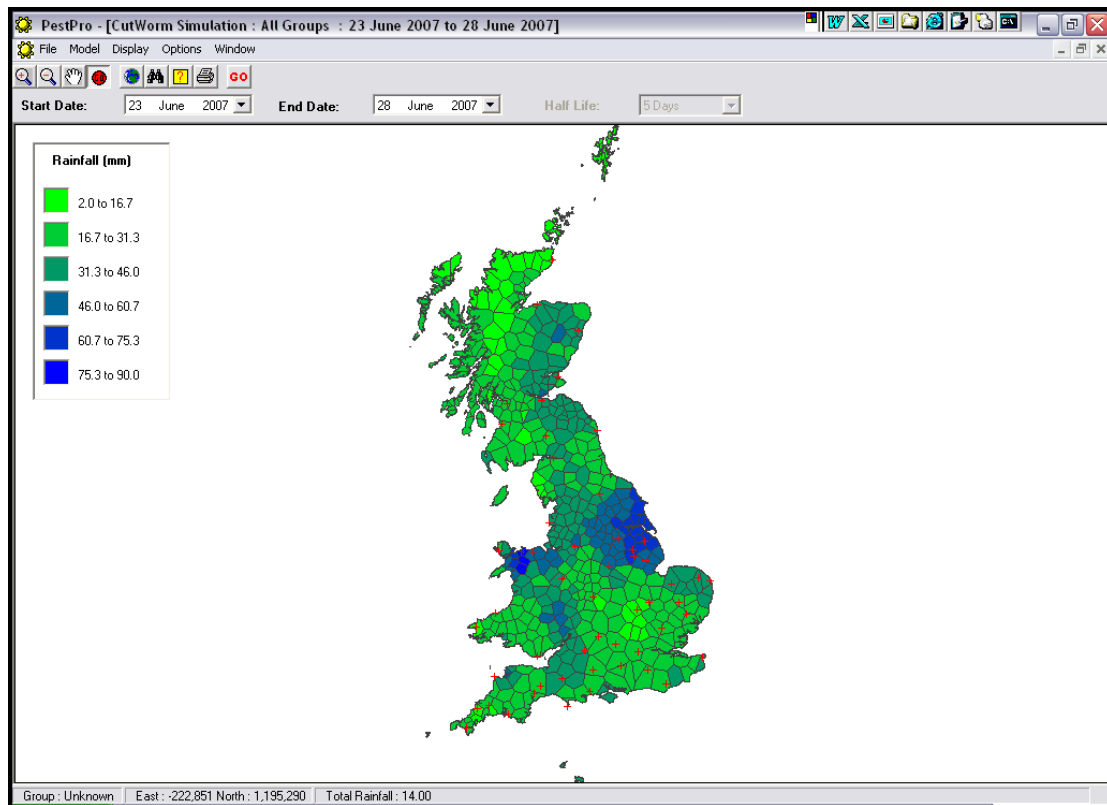 PestPro - [CutWorm Simulation : All Groups : 23 June 2007 to 28 June 2007]
File Model Display Options Window
GO
Start Date: 23 June 2007 End Date: 28 June 2007 Half Life: 5 Days
Rainfall (mm)
2.0 to 16.7
16.7 to 31.3
31.3 to 46.0
46.0 to 60.7
60.7 to 75.3
75.3 to 90.0
Group : Unknown East : -222,851 North : 1,195,290 Total Rainfall : 14.00